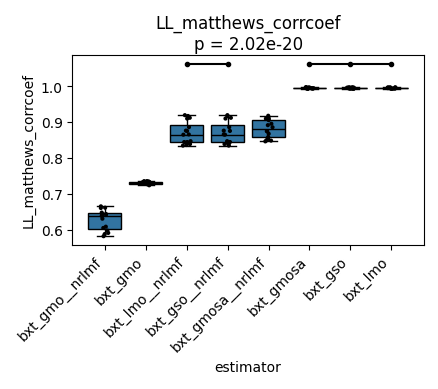 LL_matthews_corrcoef
p = 2.02e-20
LL_matthews_corrcoef
1.0
0.9
0.8
0.7
0.6
bxt_gmo__nrlmf
bxt_gmo
bxt_lmo__nrlmf
bxt_gso__nrlmf
bxt_gmosa__nrlmf
bxt_gmosa
bxt_gso
bxt_lmo
estimator